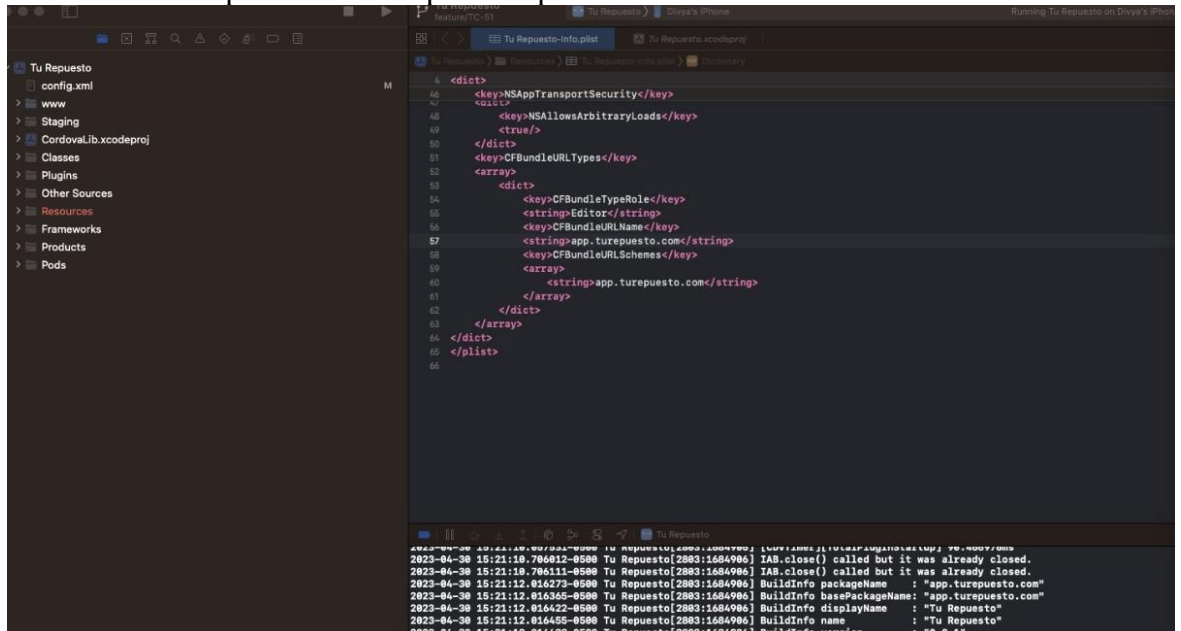 Tu Repuesto
feature/TC-51
Tu Repuesto
Divya's iPhone
Running Tu Repuesto on Divya's iPhon
Tu Repuesto-Info.plist
Tu Repuesto.xcodeproj
Tu Repuesto
Resources
Tu Repuesto-Info.plist
Dictionary
Tu Repuesto
config.xml
M
www
Staging
CordovaLib.xcodeproj
Classes
Plugins
Other Sources
Resources
Frameworks
Products
Pods
4 <dict>
46 <key>NSAppTransportSecurity</key>
47 <dict>
48 <key>NSAllowsArbitraryLoads</key>
49 <true/>
50 </dict>
51 <key>CFBundleURLTypes</key>
52 <array>
53 <dict>
54 <key>CFBundleTypeRole</key>
55 <string>Editor</string>
56 <key>CFBundleURLName</key>
57 <string>app.turepuesto.com</string>
58 <key>CFBundleURLSchemes</key>
59 <array>
60 <string>app.turepuesto.com</string>
61 </array>
62 </dict>
63 </array>
64 </dict>
65 </plist>
66
Tu Repuesto
2023-04-30 15:21:10.706012-0500 Tu Repuesto[2803:1684906] IAB.close() called but it was already closed.
2023-04-30 15:21:10.706111-0500 Tu Repuesto[2803:1684906] IAB.close() called but it was already closed.
2023-04-30 15:21:12.016273-0500 Tu Repuesto[2803:1684906] BuildInfo packageName : "app.turepuesto.com"
2023-04-30 15:21:12.016365-0500 Tu Repuesto[2803:1684906] BuildInfo basePackageName: "app.turepuesto.com"
2023-04-30 15:21:12.016422-0500 Tu Repuesto[2803:1684906] BuildInfo displayName : "Tu Repuesto"
2023-04-30 15:21:12.016455-0500 Tu Repuesto[2803:1684906] BuildInfo name : "Tu Repuesto"